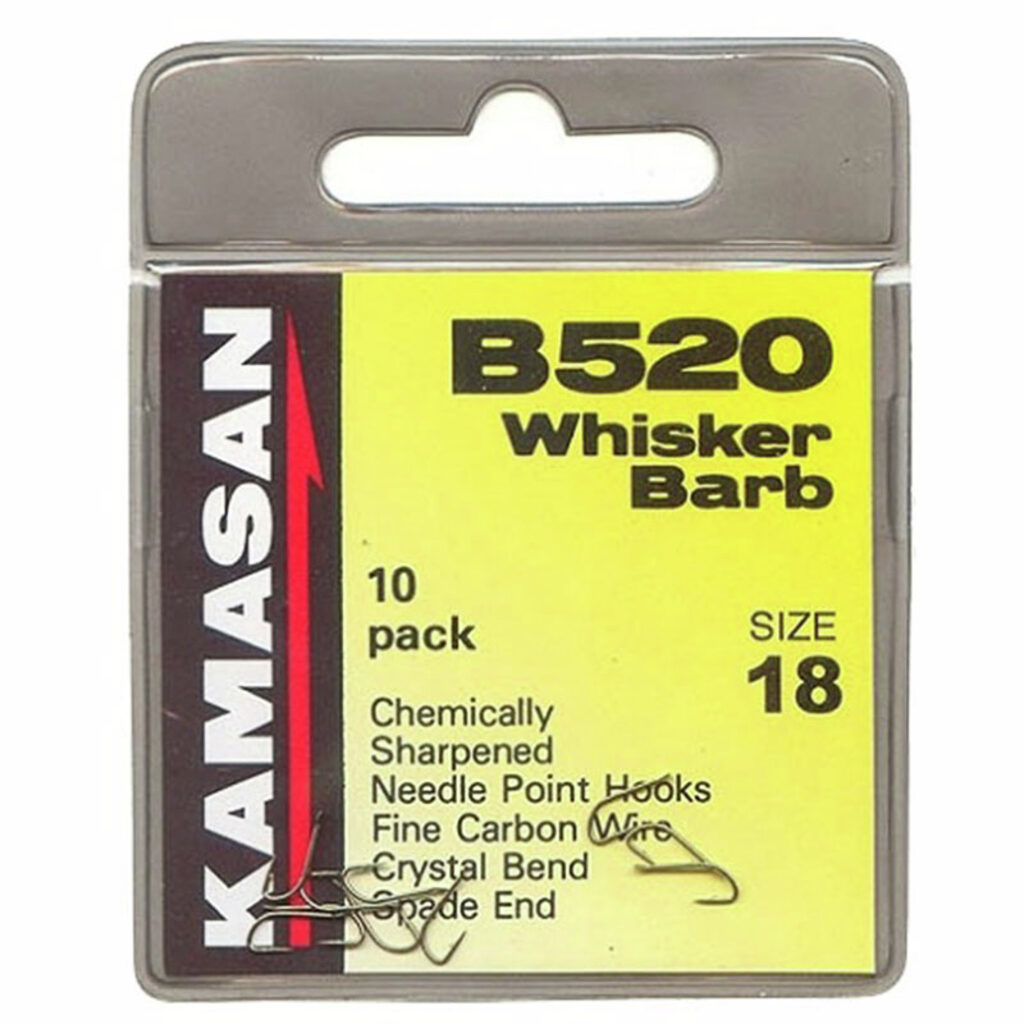 KAMASAN
B520
Whisker
Barb
10
pack
SIZE
18
Chemically
Sharpened
Needle Point Hooks
Fine Carbon Wire
Crystal Bend
Spade End